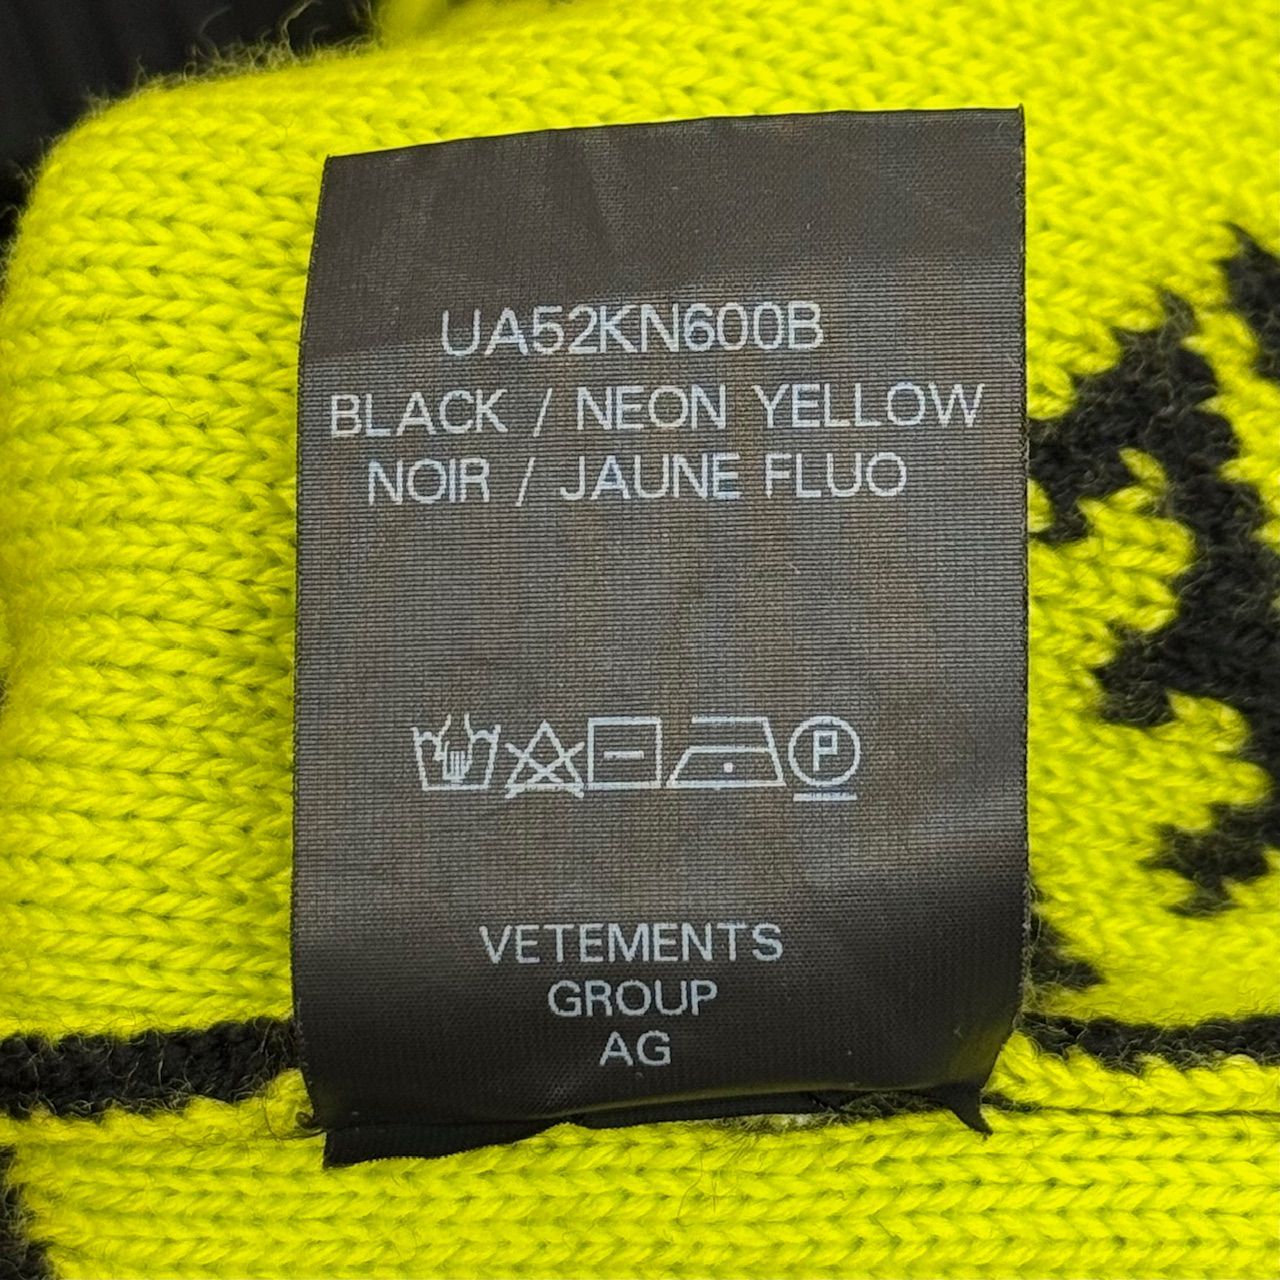 UA52KN600B
BLACK / NEON YELLOW
NOIR / JAUNE FLUO
P
VETEMENTS
GROUP
AG